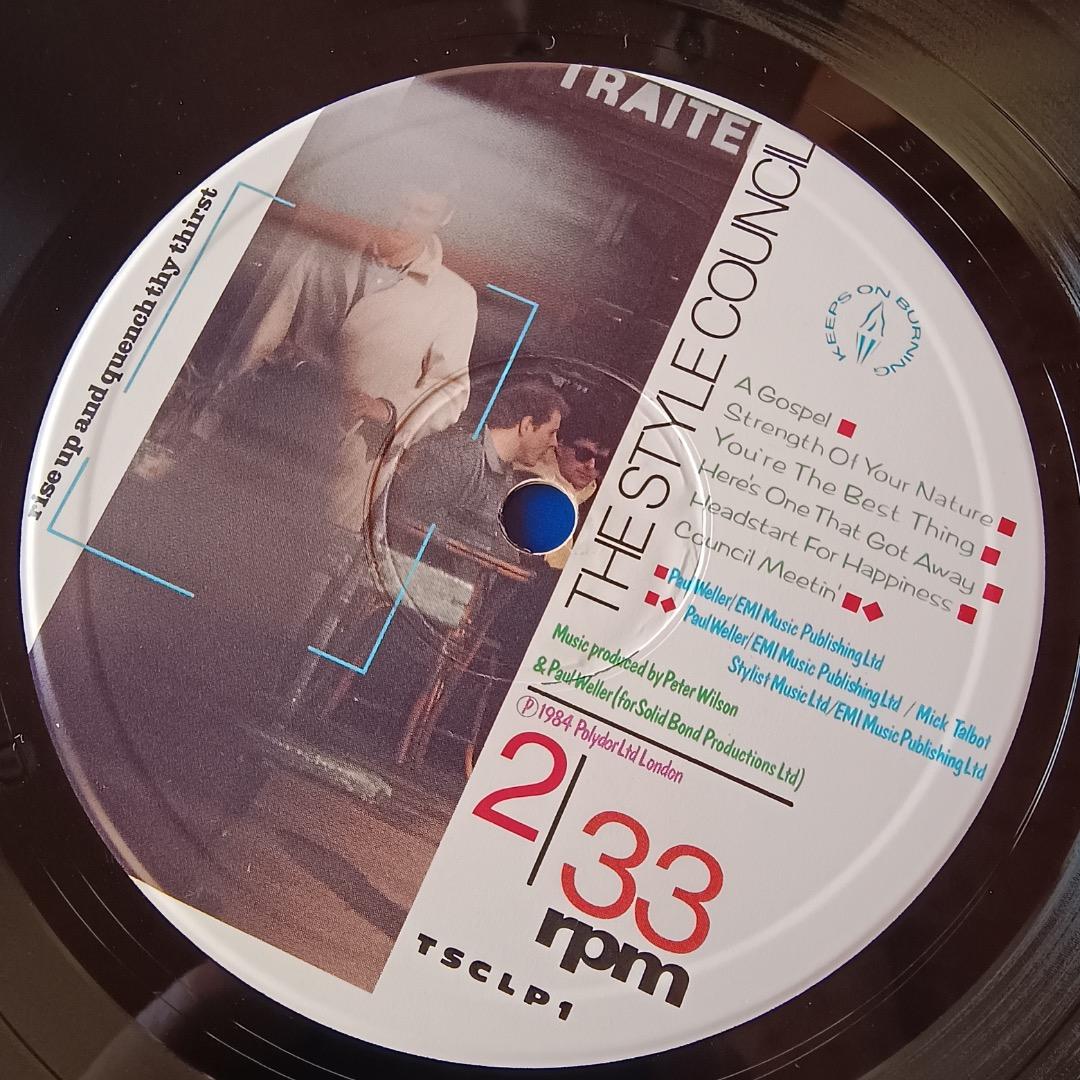 TRAITE
rise up and quench thy thirst
THE STYLE COUNCIL
KEEPS ON BURNING
A Gospel
Strength Of Your Nature
You're The Best Thing
Here's One That Got Away
Headstart For Happiness
Council Meetin'
Paul Weller/EMI Music Publishing Ltd
Paul Weller/EMI Music Publishing Ltd / Mick Talbot
Stylist Music Ltd/EMI Music Publishing Ltd
Music produced by Peter Wilson
& Paul Weller (for Solid Bond Productions Ltd)
℗ 1984 Polydor Ltd London
2 33
rpm
TSCLP1